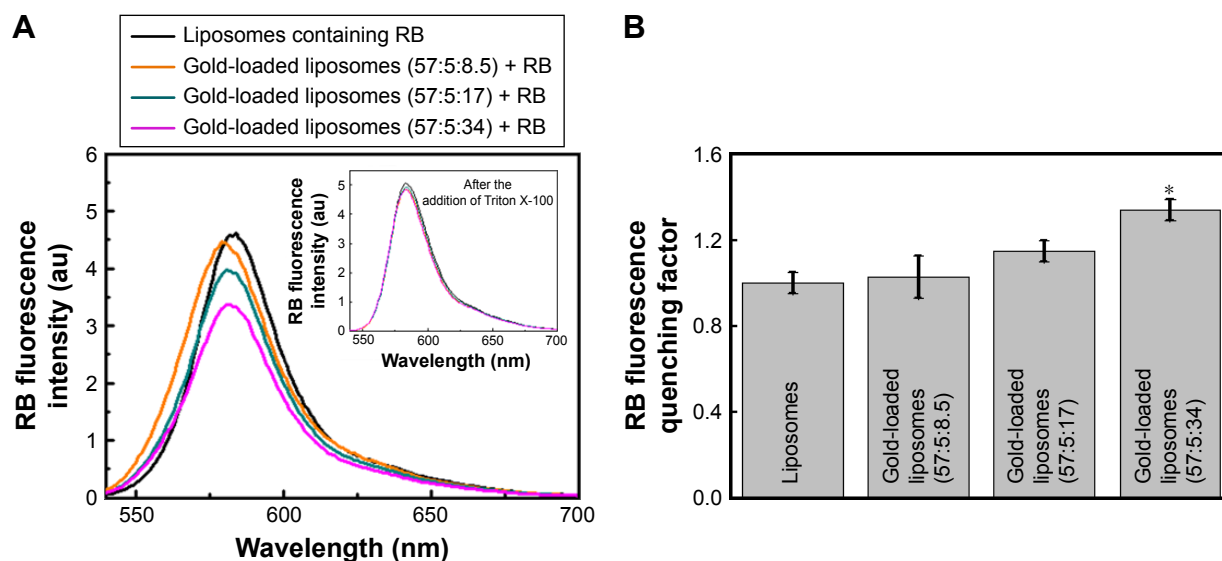 A
Liposomes containing RB
Gold-loaded liposomes (57:5:8.5) + RB
Gold-loaded liposomes (57:5:17) + RB
Gold-loaded liposomes (57:5:34) + RB
RB fluorescence
intensity (au)
6
5
4
3
2
1
0
550
575
600
650
700
Wavelength (nm)
After the
addition of Triton X-100
RB fluorescence
intensity (au)
5
4
3
2
1
0
550
600
650
700
Wavelength (nm)
B
RB fluorescence
quenching factor
1.6
1.2
0.8
0.4
0.0
*
Liposomes
Gold-loaded
liposomes
(57:5:8.5)
Gold-loaded
liposomes
(57:5:17)
Gold-loaded
liposomes
(57:5:34)